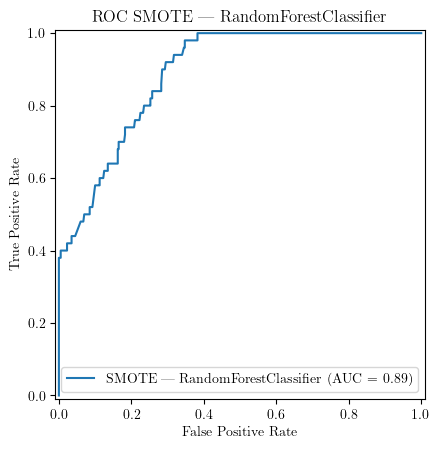 ROC SMOTE — RandomForestClassifier
1.0
0.8
0.6
0.4
0.2
0.0
True Positive Rate
SMOTE — RandomForestClassifier (AUC = 0.89)
0.0 0.2 0.4 0.6 0.8 1.0
False Positive Rate